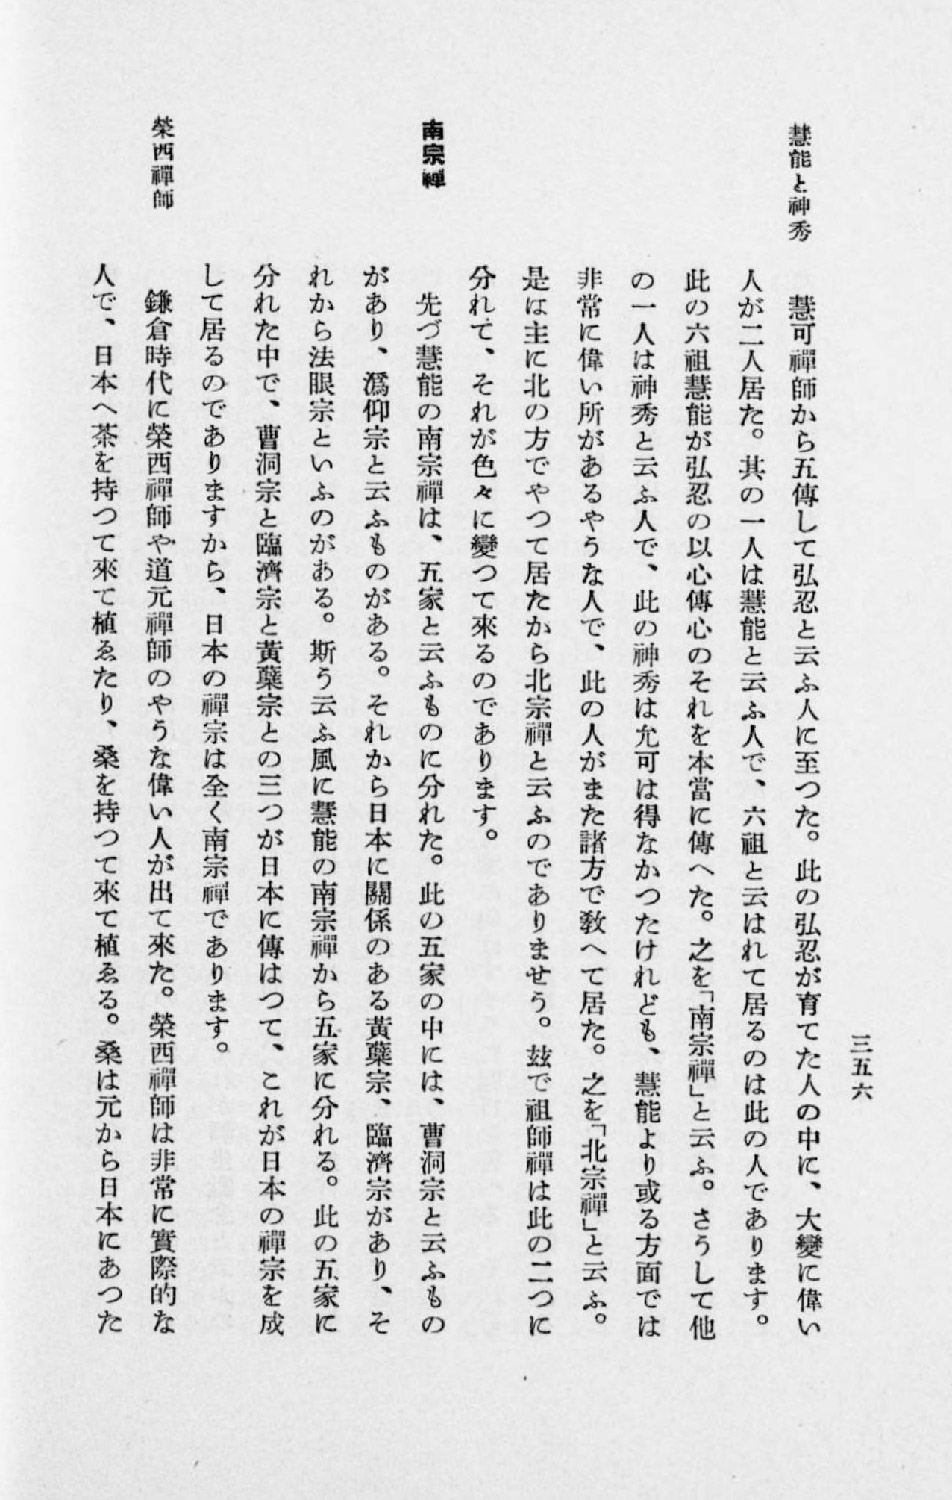 三五六
慧能と神秀
慧可禪師から五傳して弘忍と云ふ人に至つた。此の弘忍が育てた人の中に、大變に偉い
人が二人居た。其の一人は慧能と云ふ人で、六祖と云はれて居るのは此の人であります。
此の六祖慧能が弘忍の以心傳心のそれを本當に傳へた。之を「南宗禪」と云ふ。さうして他
の一人は神秀と云ふ人で、此の神秀は允可は得なかつたけれども、慧能より或る方面では
非常に偉い所があるやうな人で、此の人がまた諸方で敎へて居た。之を「北宗禪」と云ふ。
是は主に北の方でやつて居たから北宗禪と云ふのでありませう。玆で祖師禪は此の二つに
分れて、それが色々に變つて來るのであります。
南宗禪
先づ慧能の南宗禪は、五家と云ふものに分れた。此の五家の中には、曹洞宗と云ふもの
があり、潙仰宗と云ふものがある。それから日本に關係のある黃蘗宗、臨濟宗があり、そ
れから法眼宗といふのがある。斯う云ふ風に慧能の南宗禪から五家に分れる。此の五家に
分れた中で、曹洞宗と臨濟宗と黃蘗宗との三つが日本に傳はつて、これが日本の禪宗を成
して居るのでありますから、日本の禪宗は全く南宗禪であります。
榮西禪師
鎌倉時代に榮西禪師や道元禪師のやうな偉い人が出て來た。榮西禪師は非常に實際的な
人で、日本へ茶を持つて來て植ゑたり、桑を持つて來て植ゑる。桑は元から日本にあつた